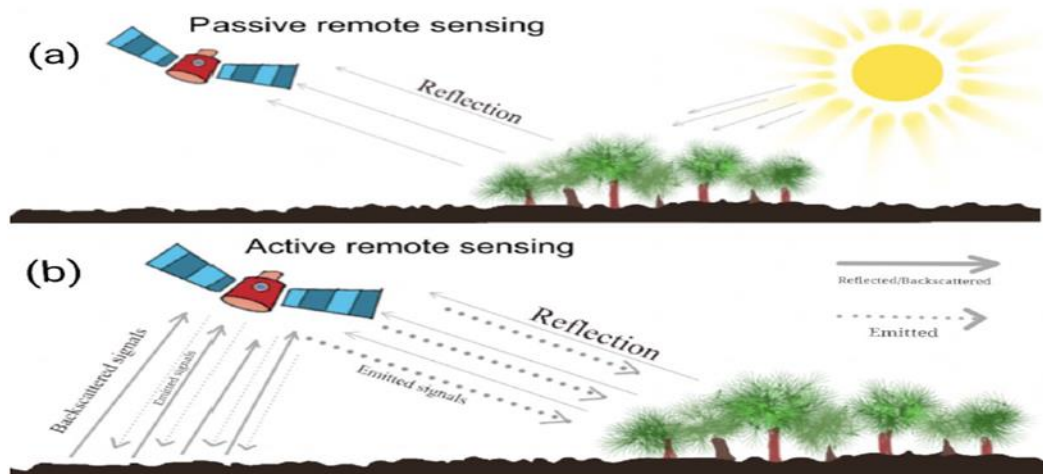 Passive remote sensing
(a)
Reflection
Active remote sensing
(b)
Reflected/Backscattered
Emitted
Reflection
Emitted signals
Backscattered signals
Emitted signals